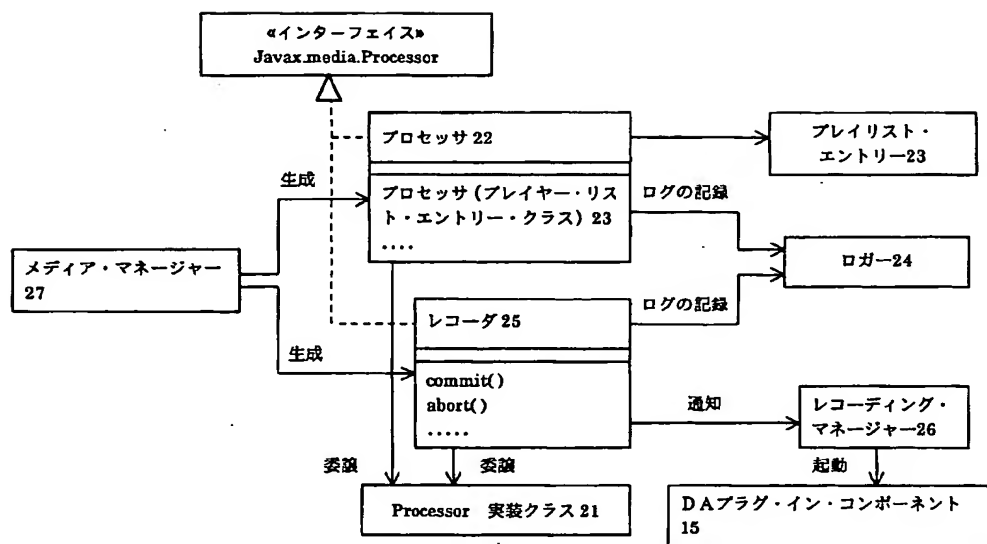 «インターフェイス»
Javax.media.Processor
プロセッサ 22
プレイリスト・
エントリー23
生成
プロセッサ (プレイヤー・リス
ト・エントリー・クラス) 23
....
ログの記録
メディア・マネージャー
27
ロガー24
ログの記録
レコーダ 25
生成
commit()
abort()
.....
通知
レコーディング・
マネージャー26
委譲
委譲
起動
Processor 実装クラス 21
DAプラグ・イン・コンポーネント
15